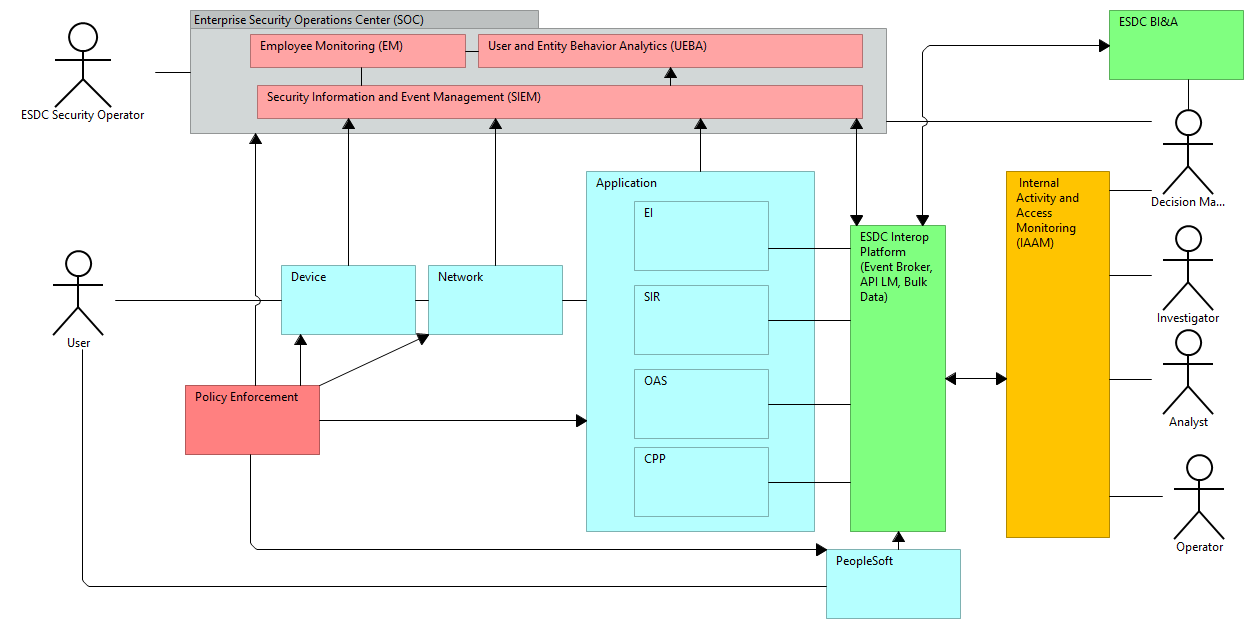 Enterprise Security Operations Center (SOC)
ESDC BI&A
Employee Monitoring (EM)
User and Entity Behavior Analytics (UEBA)
Security Information and Event Management (SIEM)
ESDC Security Operator
Application
Internal
Activity and
Access
Monitoring
(IAAM)
Decision Ma...
EI
ESDC Interop
Platform
(Event Broker,
API LM, Bulk
Data)
Device
Network
SIR
Investigator
User
OAS
Policy Enforcement
Analyst
CPP
Operator
PeopleSoft